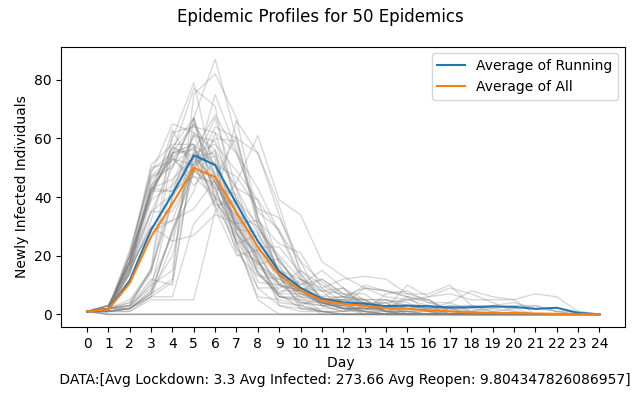 Epidemic Profiles for 50 Epidemics
Newly Infected Individuals
80
60
40
20
0
Average of Running
Average of All
0 1 2 3 4 5 6 7 8 9 10 11 12 13 14 15 16 17 18 19 20 21 22 23 24
Day
DATA:[Avg Lockdown: 3.3 Avg Infected: 273.66 Avg Reopen: 9.804347826086957]